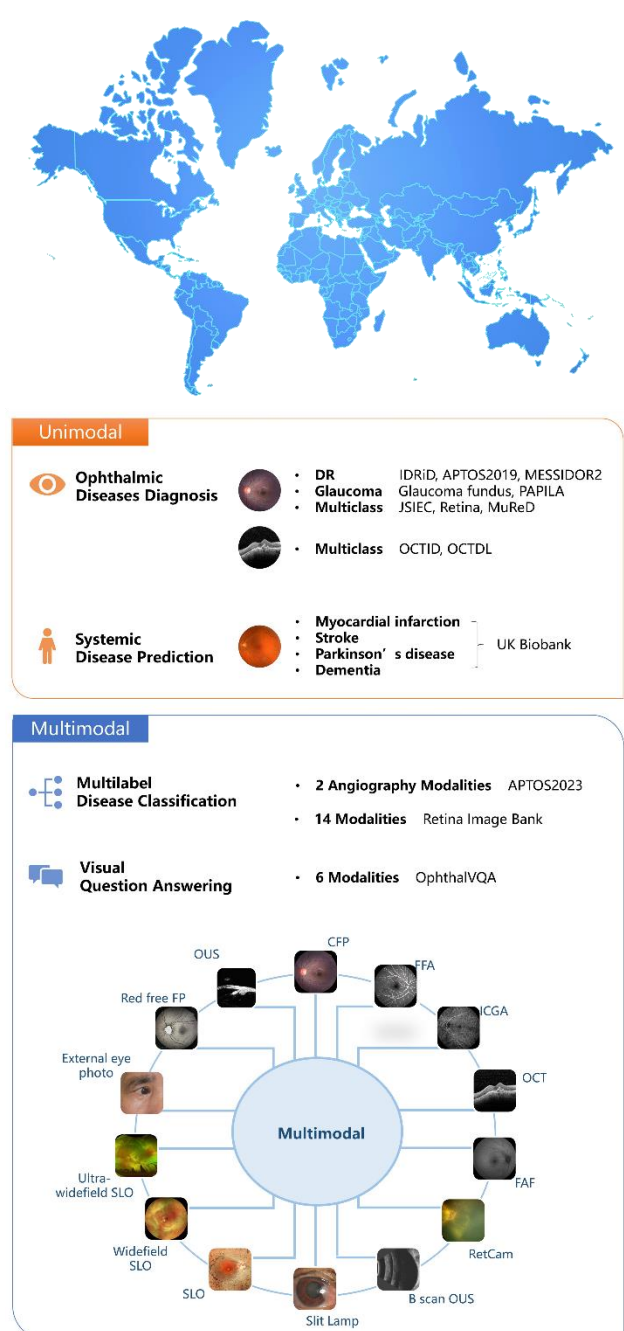 Unimodal
Ophthalmic
Diseases Diagnosis
• DR IDRiD, APTOS2019, MESSIDOR2
• Glaucoma Glaucoma fundus, PAPILA
• Multiclass JSIEC, Retina, MuReD
• Multiclass OCTID, OCTDL
Systemic
Disease Prediction
• Myocardial infarction
• Stroke
• Parkinson's disease
• Dementia
UK Biobank
Multimodal
Multilabel
Disease Classification
• 2 Angiography Modalities APTOS2023
• 14 Modalities Retina Image Bank
Visual
Question Answering
• 6 Modalities OphthalVQA
CFP
OUS
FFA
Red free FP
ICGA
External eye
photo
OCT
Multimodal
Ultra-
widefield SLO
FAF
Widefield
SLO
RetCam
SLO
B scan OUS
Slit Lamp